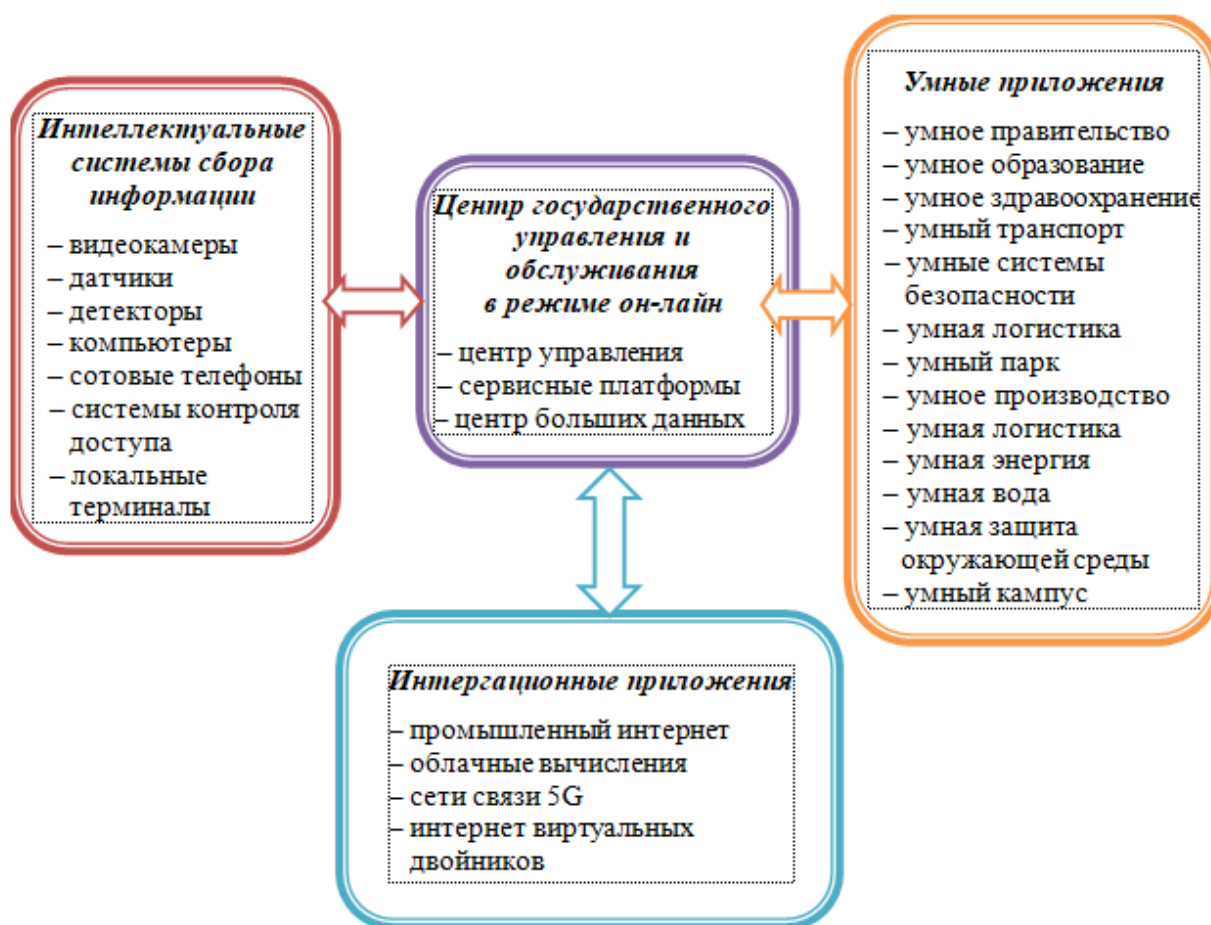 Интеллектуальные
системы сбора
информации
– видеокамеры
– датчики
– детекторы
– компьютеры
– сотовые телефоны
– системы контроля
доступа
– локальные
терминалы
Центр государственного
управления и
обслуживания
в режиме он-лайн
– центр управления
– сервисные платформы
– центр больших данных
Умные приложения
– умное правительство
– умное образование
– умное здравоохранение
– умный транспорт
– умные системы
безопасности
– умная логистика
– умный парк
– умное производство
– умная логистика
– умная энергия
– умная вода
– умная защита
окружающей среды
– умный кампус
Интергационные приложения
– промышленный интернет
– облачные вычисления
– сети связи 5G
– интернет виртуальных
двойников